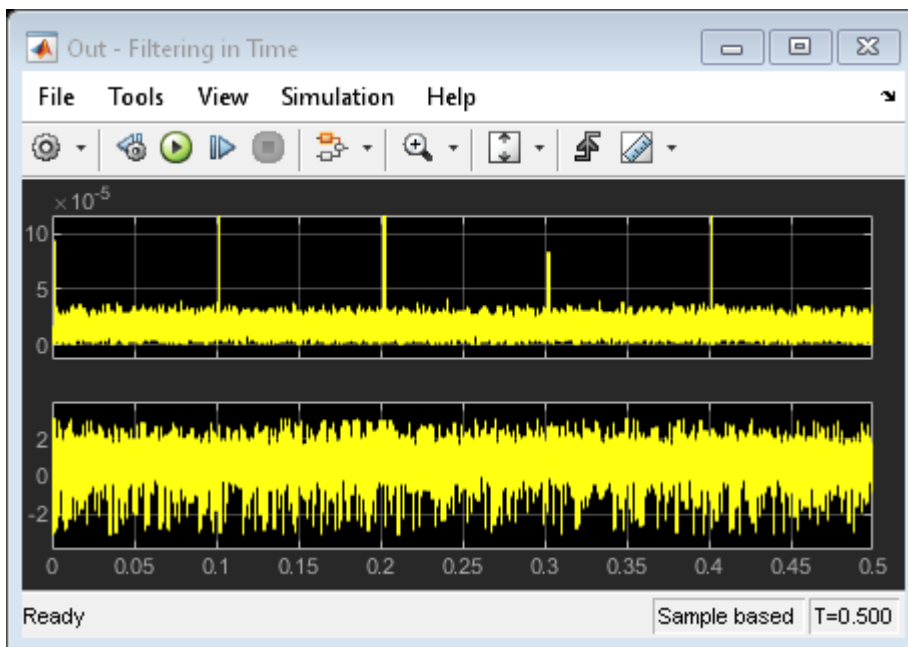 Out - Filtering in Time
File Tools View Simulation Help
×10-5
10
5
0
2
0
-2
0 0.05 0.1 0.15 0.2 0.25 0.3 0.35 0.4 0.45 0.5
Ready Sample based T=0.500